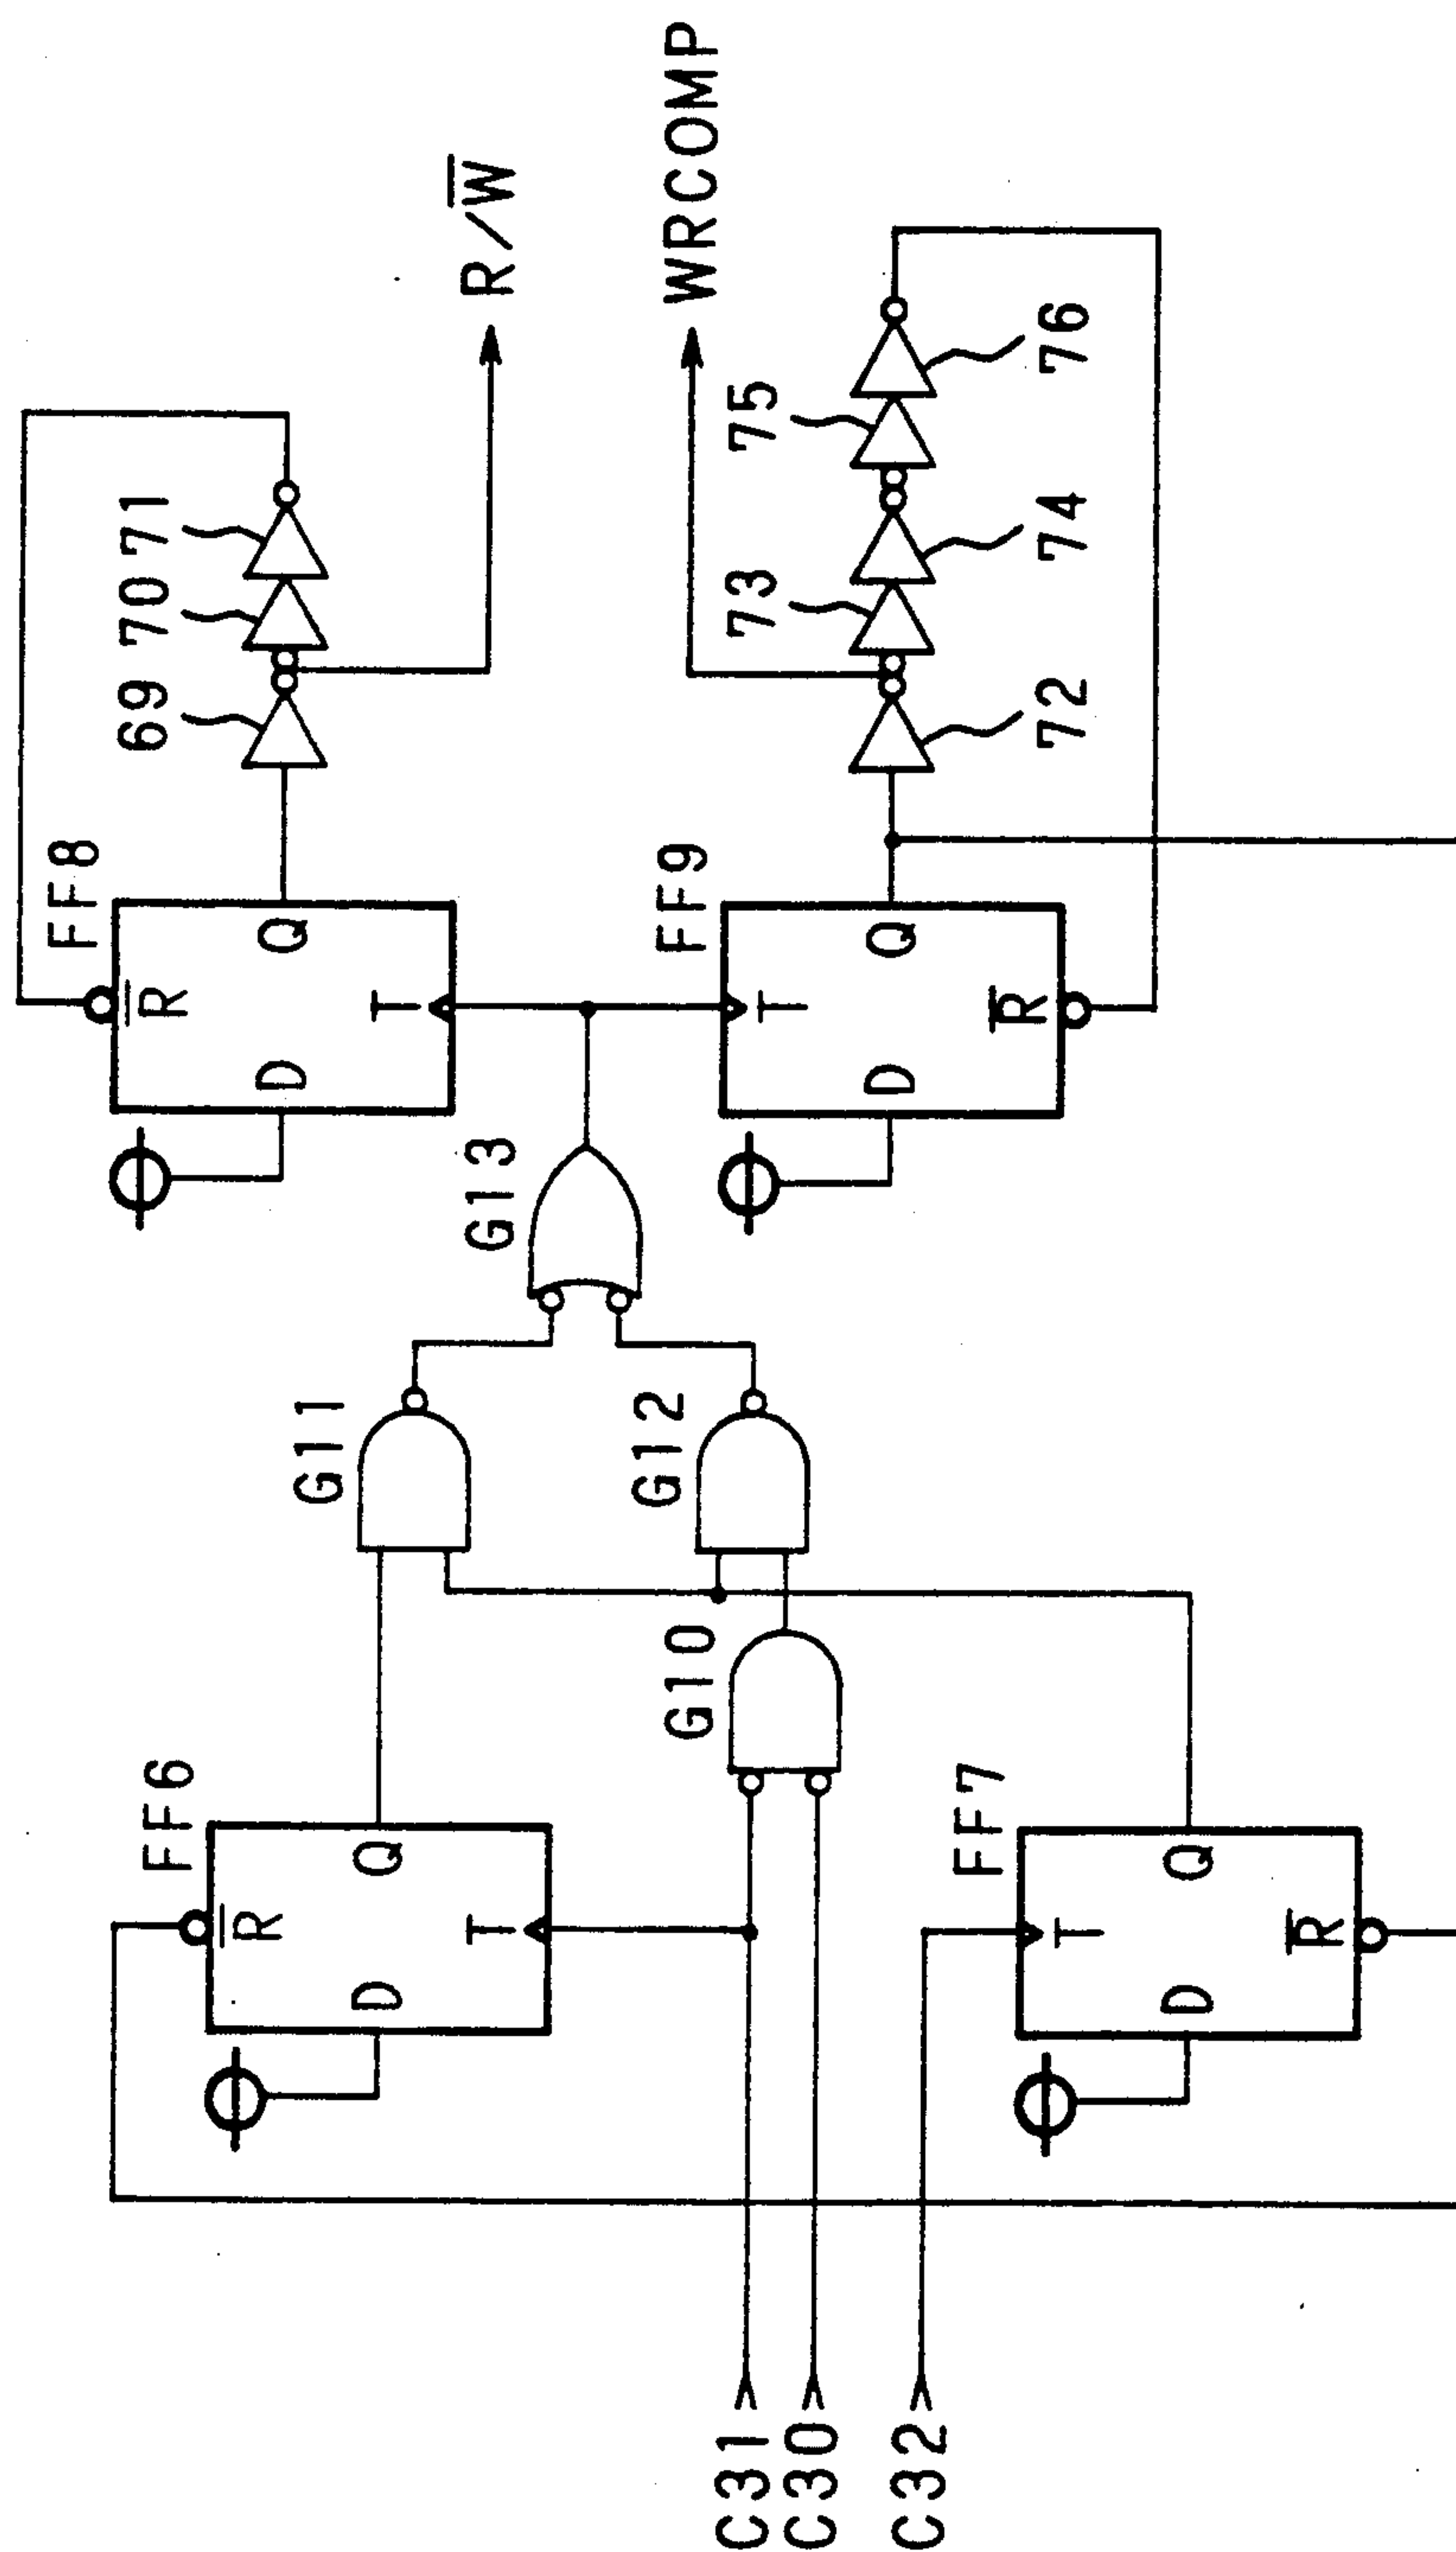 FF8
R̅
D
Q
T
69
70
71
R/W̅
FF6
R̅
D
Q
T
G11
G13
WRCOMP
FF9
T
D
Q
R̅
72
73
74
75
76
G10
G12
C31
C30
C32
FF7
T
D
Q
R̅